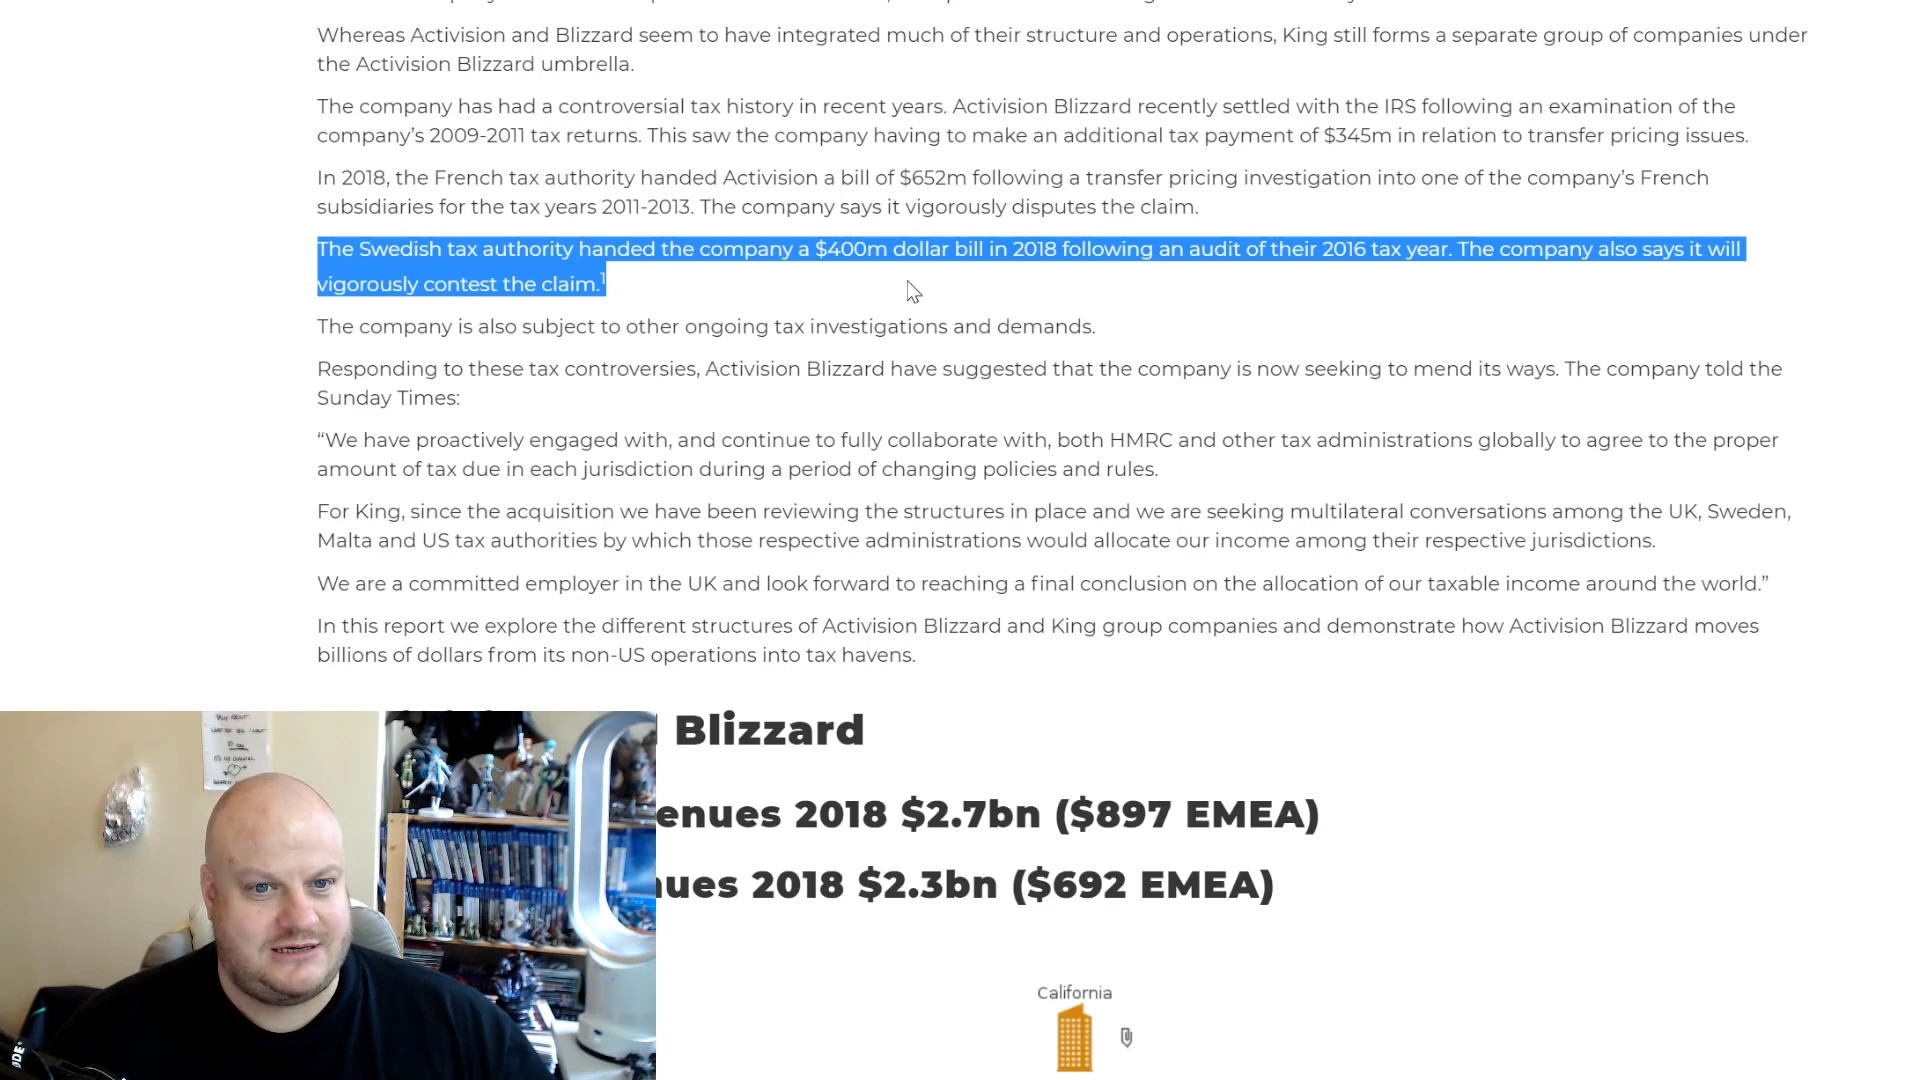 Whereas Activision and Blizzard seem to have integrated much of their structure and operations, King still forms a separate group of companies under
the Activision Blizzard umbrella.
The company has had a controversial tax history in recent years. Activision Blizzard recently settled with the IRS following an examination of the
company’s 2009-2011 tax returns. This saw the company having to make an additional tax payment of $345m in relation to transfer pricing issues.
In 2018, the French tax authority handed Activision a bill of $652m following a transfer pricing investigation into one of the company’s French
subsidiaries for the tax years 2011-2013. The company says it vigorously disputes the claim.
The Swedish tax authority handed the company a $400m dollar bill in 2018 following an audit of their 2016 tax year. The company also says it will
vigorously contest the claim.1
The company is also subject to other ongoing tax investigations and demands.
Responding to these tax controversies, Activision Blizzard have suggested that the company is now seeking to mend its ways. The company told the
Sunday Times:
“We have proactively engaged with, and continue to fully collaborate with, both HMRC and other tax administrations globally to agree to the proper
amount of tax due in each jurisdiction during a period of changing policies and rules.
For King, since the acquisition we have been reviewing the structures in place and we are seeking multilateral conversations among the UK, Sweden,
Malta and US tax authorities by which those respective administrations would allocate our income among their respective jurisdictions.
We are a committed employer in the UK and look forward to reaching a final conclusion on the allocation of our taxable income around the world.”
In this report we explore the different structures of Activision Blizzard and King group companies and demonstrate how Activision Blizzard moves
billions of dollars from its non-US operations into tax havens.
Blizzard
enues 2018 $2.7bn ($897 EMEA)
ues 2018 $2.3bn ($692 EMEA)
California